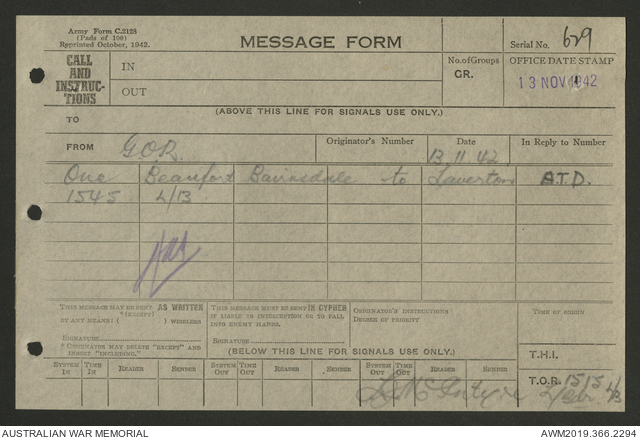 Army Form C.2128
(Pads of 100)
Reprinted October, 1942.
MESSAGE FORM
Serial No. 629
CALL AND INSTRUC-TIONS
IN
OUT
No. of Groups
GR.
OFFICE DATE STAMP
13 NOV 1942
(ABOVE THIS LINE FOR SIGNALS USE ONLY.)
TO
FROM G.O.R.
Originator's Number
Date 13.11.42
In Reply to Number
One Beaufort Bairnsdale to Laverton A.T.D.
1545 L/13
THIS MESSAGE MAY BE SENT AS WRITTEN
(EXCEPT)
BY ANY MEANS ( ) WIRELESS
SIGNATURE
* ORIGINATOR MAY DELETE "EXCEPT" AND
INSERT "INCLUDING."
THIS MESSAGE MUST BE SENT IN CYPHER
IF LIABLE TO INTERCEPTION OR TO FALL
INTO ENEMY HANDS.
SIGNATURE
ORIGINATOR'S INSTRUCTIONS
DEGREE OF PRIORITY
TIME OF ORIGIN
(BELOW THIS LINE FOR SIGNALS USE ONLY.)
T.H.I.
SYSTEM IN
TIME IN
READER
SENDER
SYSTEM OUT
TIME OUT
READER
SENDER
SYSTEM OUT
TIME OUT
READER
SENDER
T.O.R. 1515
McIntyre
L/13
AUSTRALIAN WAR MEMORIAL
AWM2019.366.2294